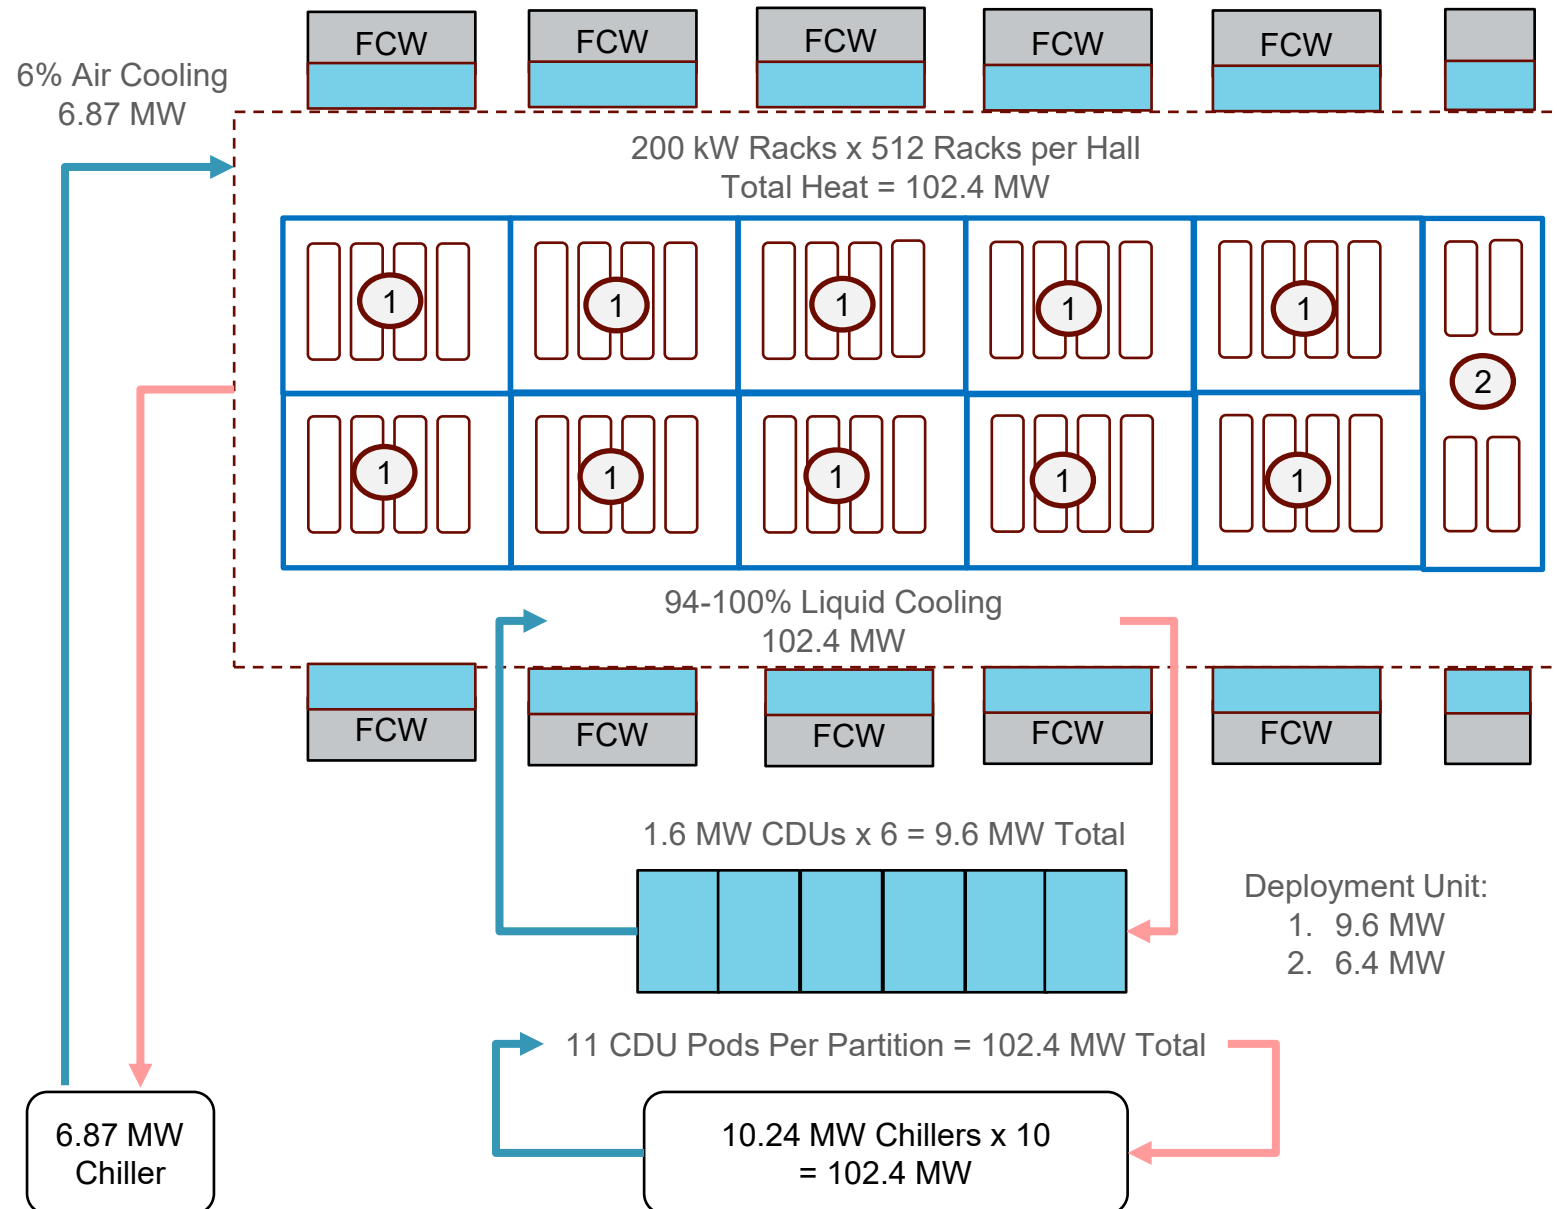 FCW
FCW
FCW
FCW
FCW
6% Air Cooling
6.87 MW
200 kW Racks x 512 Racks per Hall
Total Heat = 102.4 MW
1
1
1
1
1
2
1
1
1
1
1
94-100% Liquid Cooling
102.4 MW
FCW
FCW
FCW
FCW
FCW
1.6 MW CDUs x 6 = 9.6 MW Total
Deployment Unit:
1. 9.6 MW
2. 6.4 MW
11 CDU Pods Per Partition = 102.4 MW Total
6.87 MW
Chiller
10.24 MW Chillers x 10
= 102.4 MW